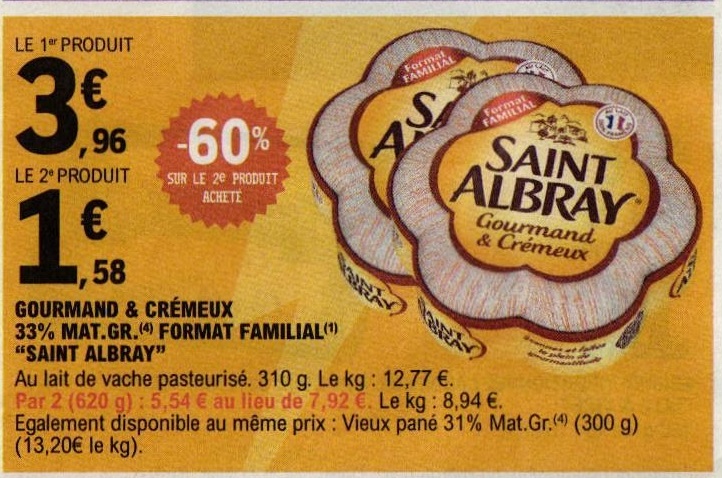 LE 1er PRODUIT
3€,96
-60%
SUR LE 2e PRODUIT
ACHETÉ
LE 2e PRODUIT
1€,58
Format
FAMILIAL
Format
FAMILIAL
SAINT
ALBRAY
Gourmand
& Crémeux
SAINT
ALBRAY
GOURMAND & CRÉMEUX
33% MAT.GR.(4) FORMAT FAMILIAL(1)
"SAINT ALBRAY"
Au lait de vache pasteurisé. 310 g. Le kg : 12,77 €.
Par 2 (620 g) : 5,54 € au lieu de 7,92 €. Le kg : 8,94 €.
Egalement disponible au même prix : Vieux pané 31% Mat.Gr.(4) (300 g)
(13,20€ le kg).